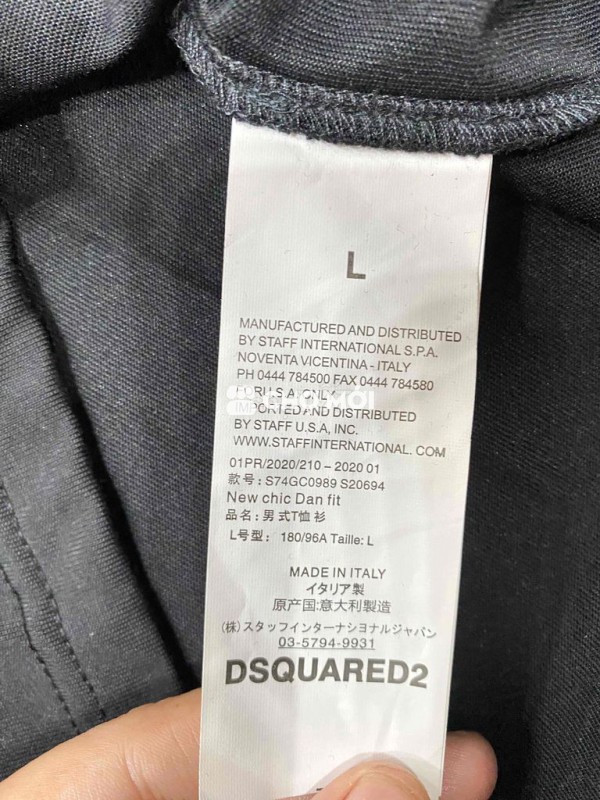 L
MANUFACTURED AND DISTRIBUTED
BY STAFF INTERNATIONAL S.P.A.
NOVENTA VICENTINA - ITALY
PH 0444 784500 FAX 0444 784580
FOR U.S.A. ONLY
CHỢ MỚI
IMPORTED AND DISTRIBUTED
BY STAFF U.S.A, INC.
WWW.STAFFINTERNATIONAL. COM
01PR/2020/210 - 2020 01
款号: S74GC0989 S20694
New chic Dan fit
品名: 男式T恤衫
L号型: 180/96A Taille: L
MADE IN ITALY
イタリア製
原产国:意大利製造
(株)スタッフインターナショナルジャパン
03-5794-9931
DSQUARED2